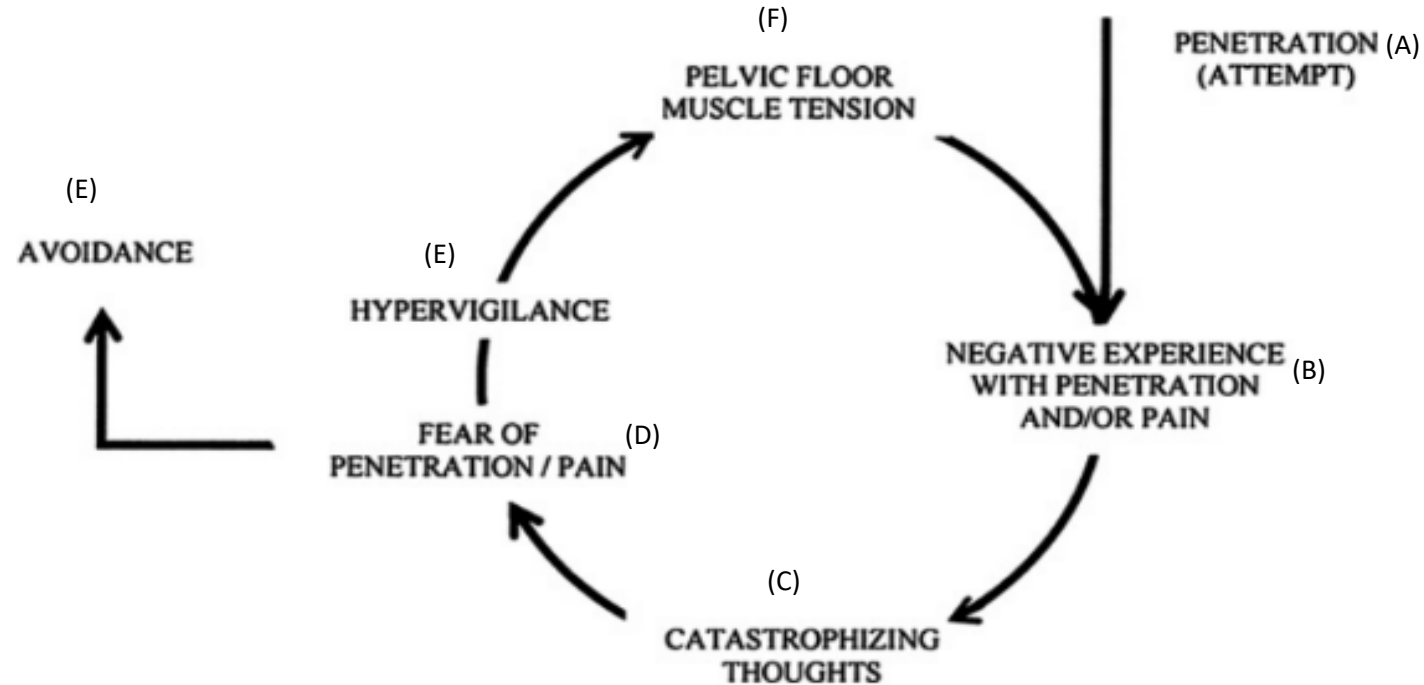 (F)
PELVIC FLOOR
MUSCLE TENSION
PENETRATION (A)
(ATTEMPT)
(E)
AVOIDANCE
(E)
HYPERVIGILANCE
NEGATIVE EXPERIENCE
WITH PENETRATION (B)
AND/OR PAIN
FEAR OF (D)
PENETRATION / PAIN
(C)
CATASTROPHIZING
THOUGHTS